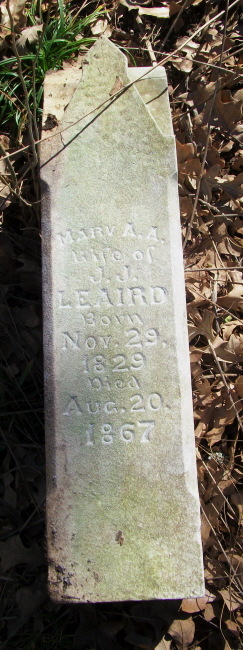 MARY A. A.
Wife of
J. J.
LEAIRD
Born
Nov. 29,
1829
Died
Aug. 20.
1867